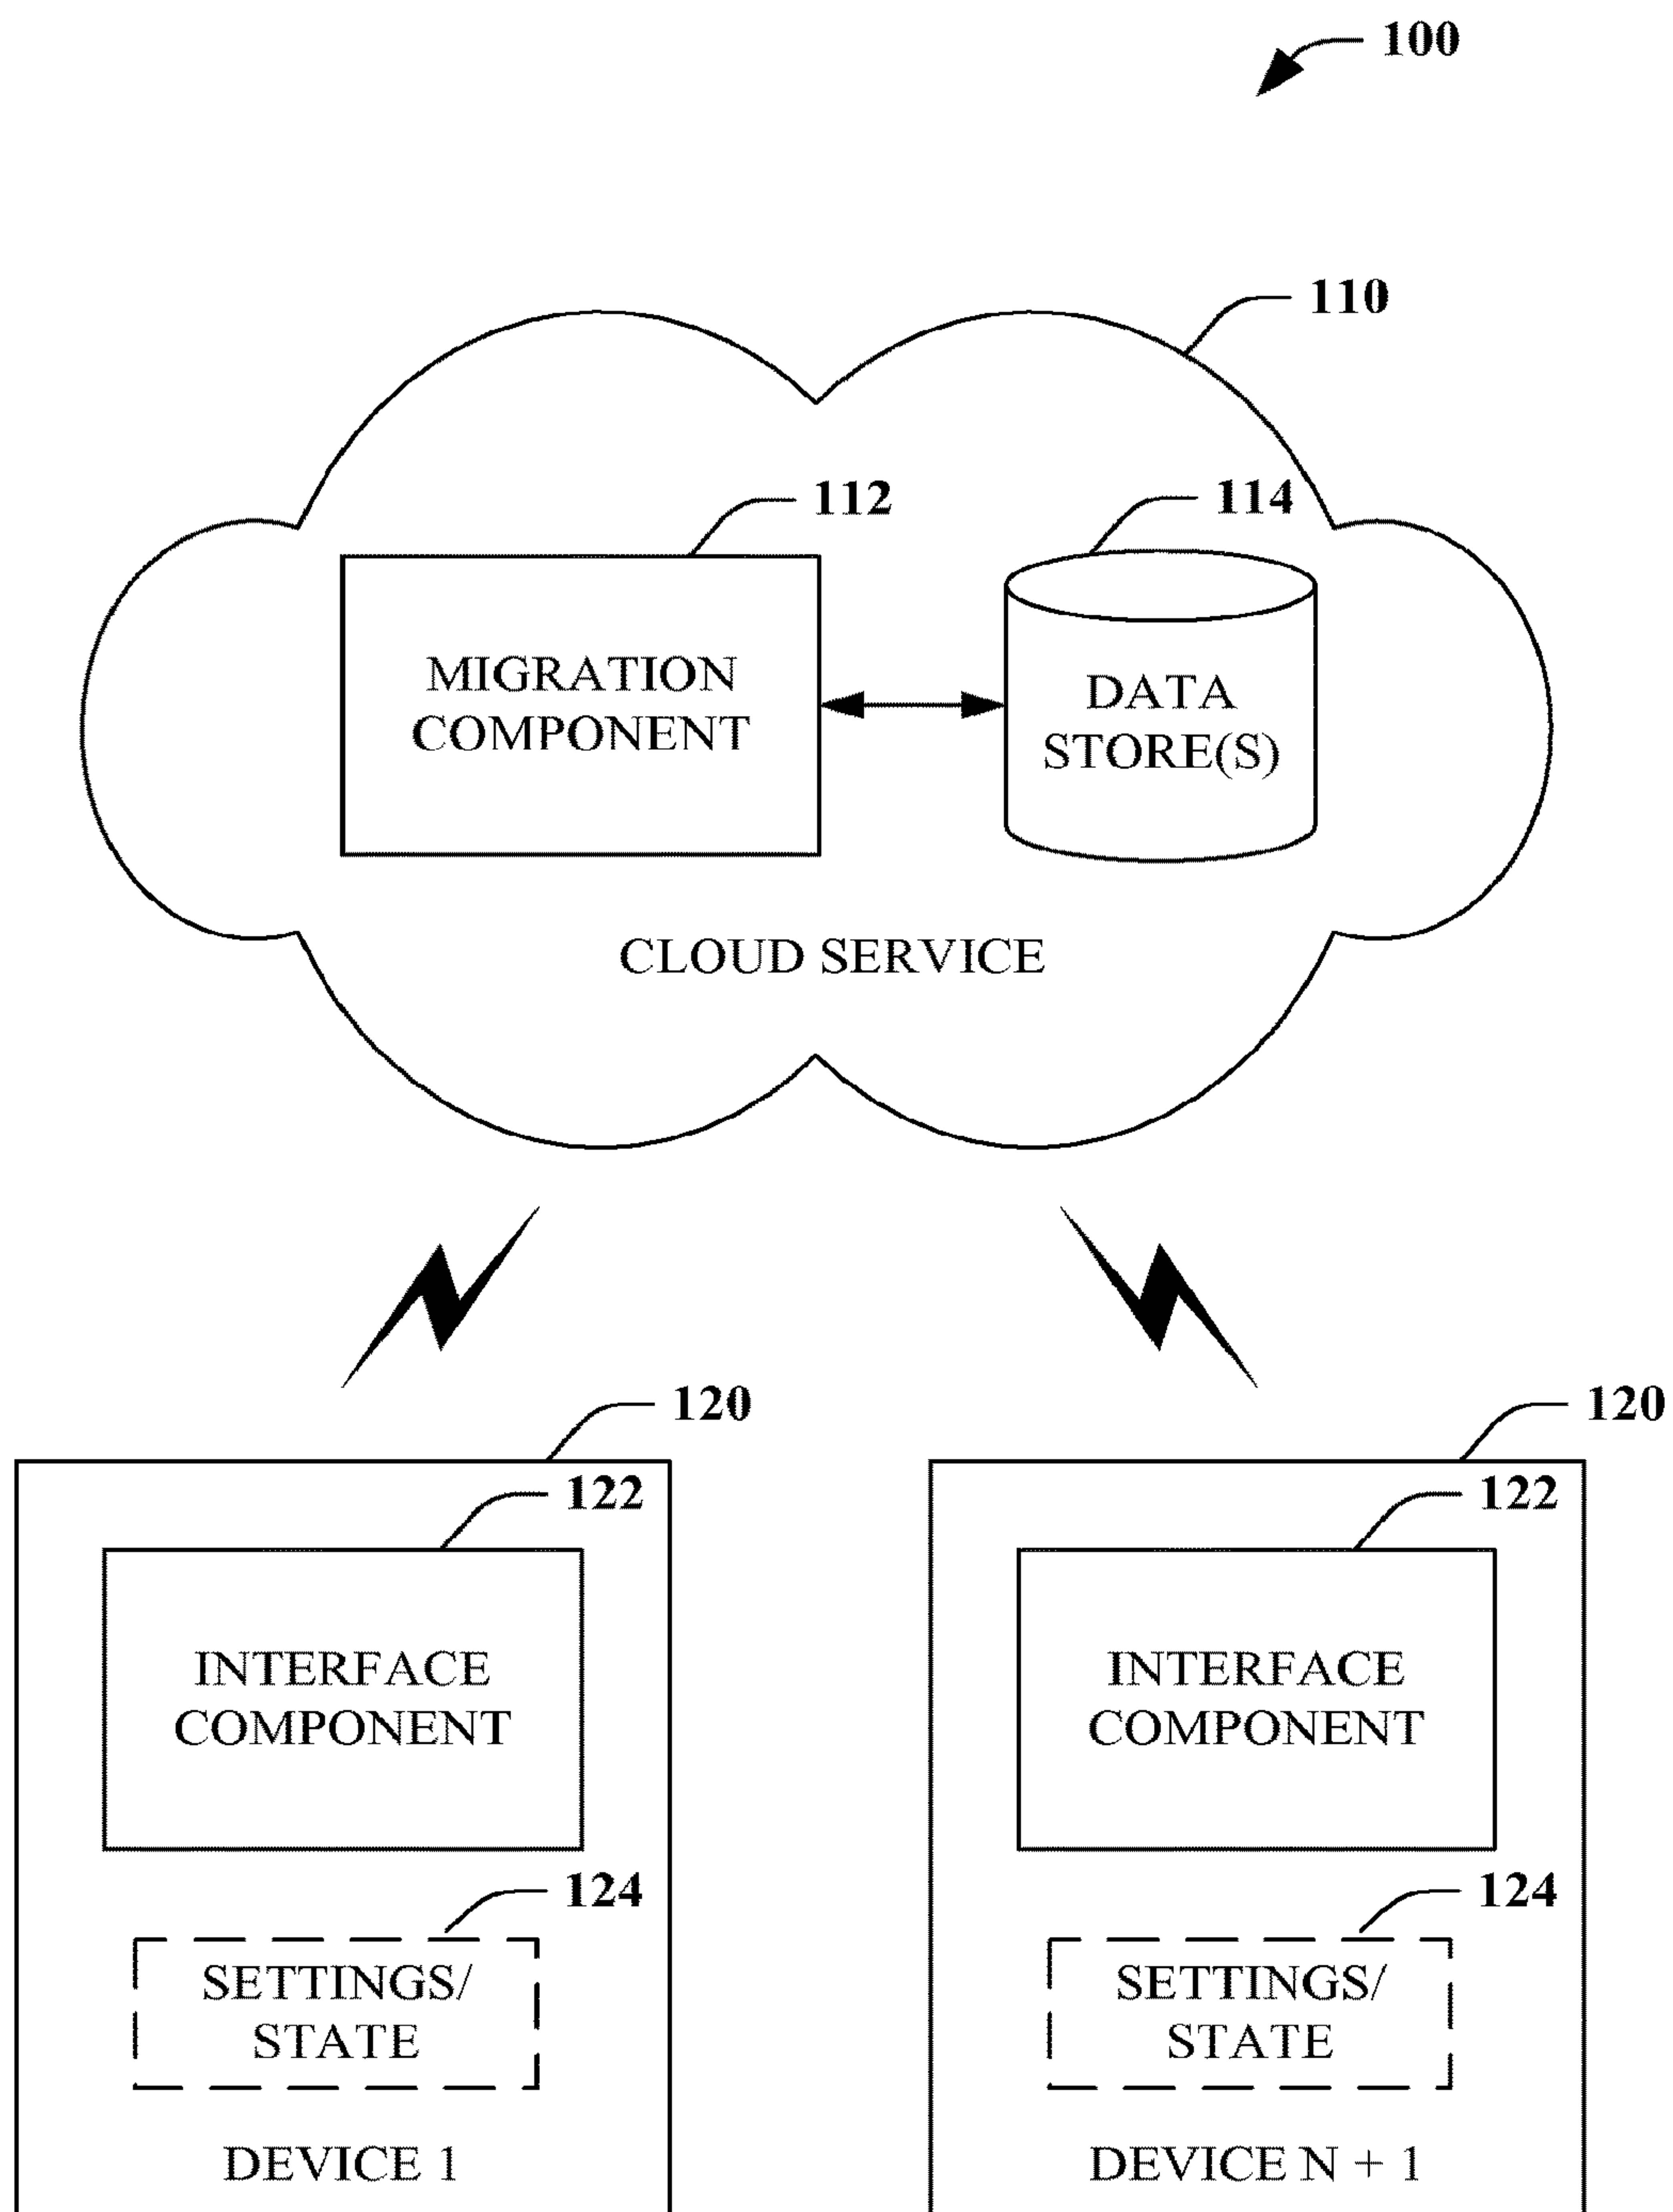 100
110
112
114
MIGRATION
COMPONENT
DATA
STORE(S)
CLOUD SERVICE
120
120
122
122
INTERFACE
COMPONENT
INTERFACE
COMPONENT
124
124
SETTINGS/
STATE
SETTINGS/
STATE
DEVICE 1
DEVICE N + 1